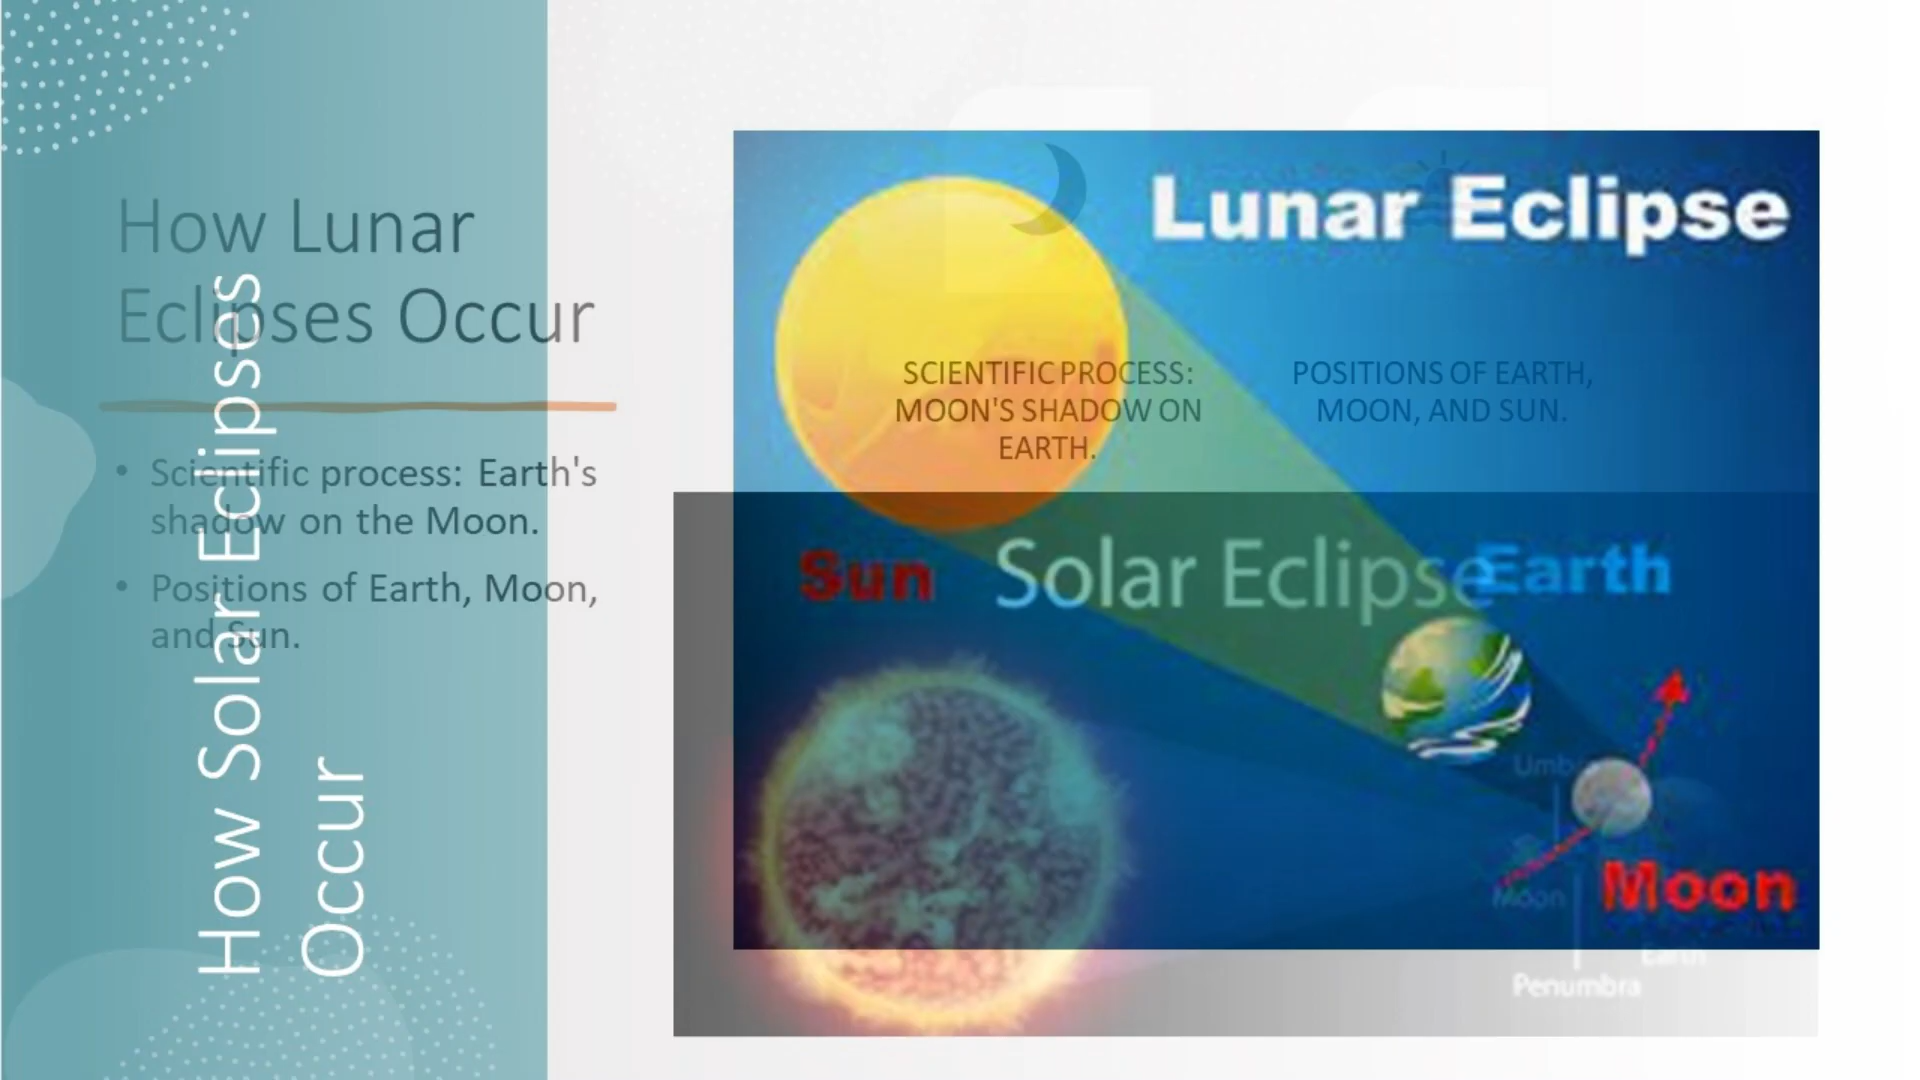 How Lunar
Eclipses Occur
Scientific process: Earth's
shadow on the Moon.
Positions of Earth, Moon,
and Sun.
How Solar Eclipses
Occur
Lunar Eclipse
SCIENTIFIC PROCESS:
MOON'S SHADOW ON
EARTH.
POSITIONS OF EARTH,
MOON, AND SUN.
Sun
Solar Eclipse
Earth
Moon
Moon
Earth
Penumbra